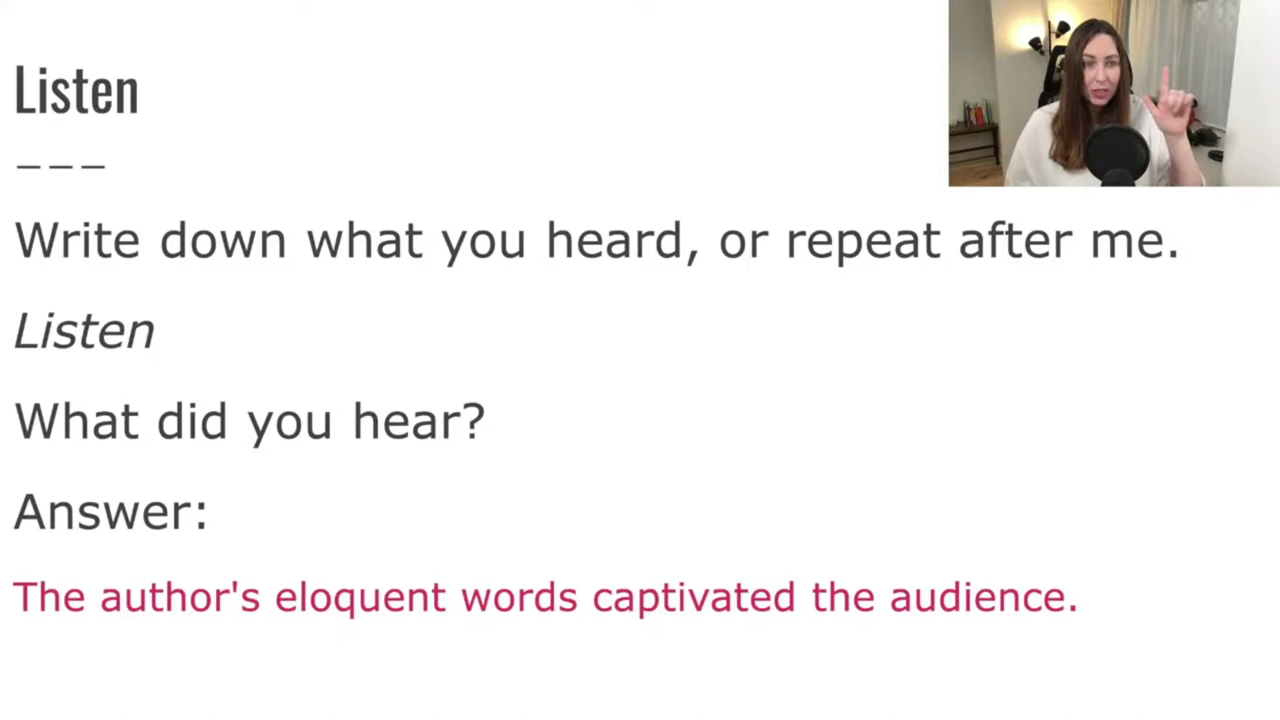 Listen
———
Write down what you heard, or repeat after me.
Listen
What did you hear?
Answer:
The author's eloquent words captivated the audience.